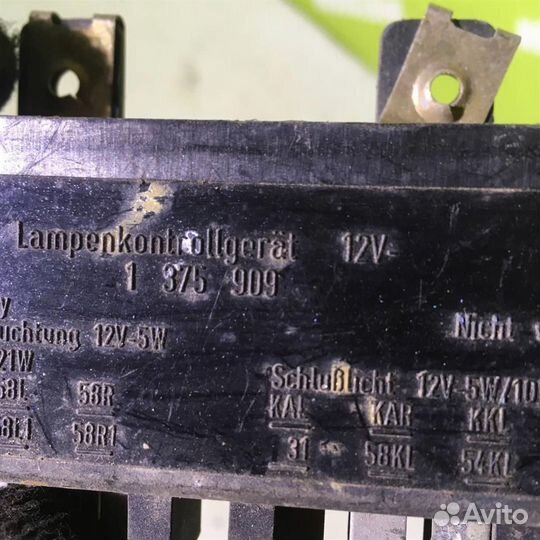 Lampenkontrollgerät 12V-
1 375 909
y
uchtung 12V-5W
Nicht
21W
58L 58R
Schlußlicht 12V-5W/10
KAL KAR KKL
58R1
31 58KL 54KL
Avito